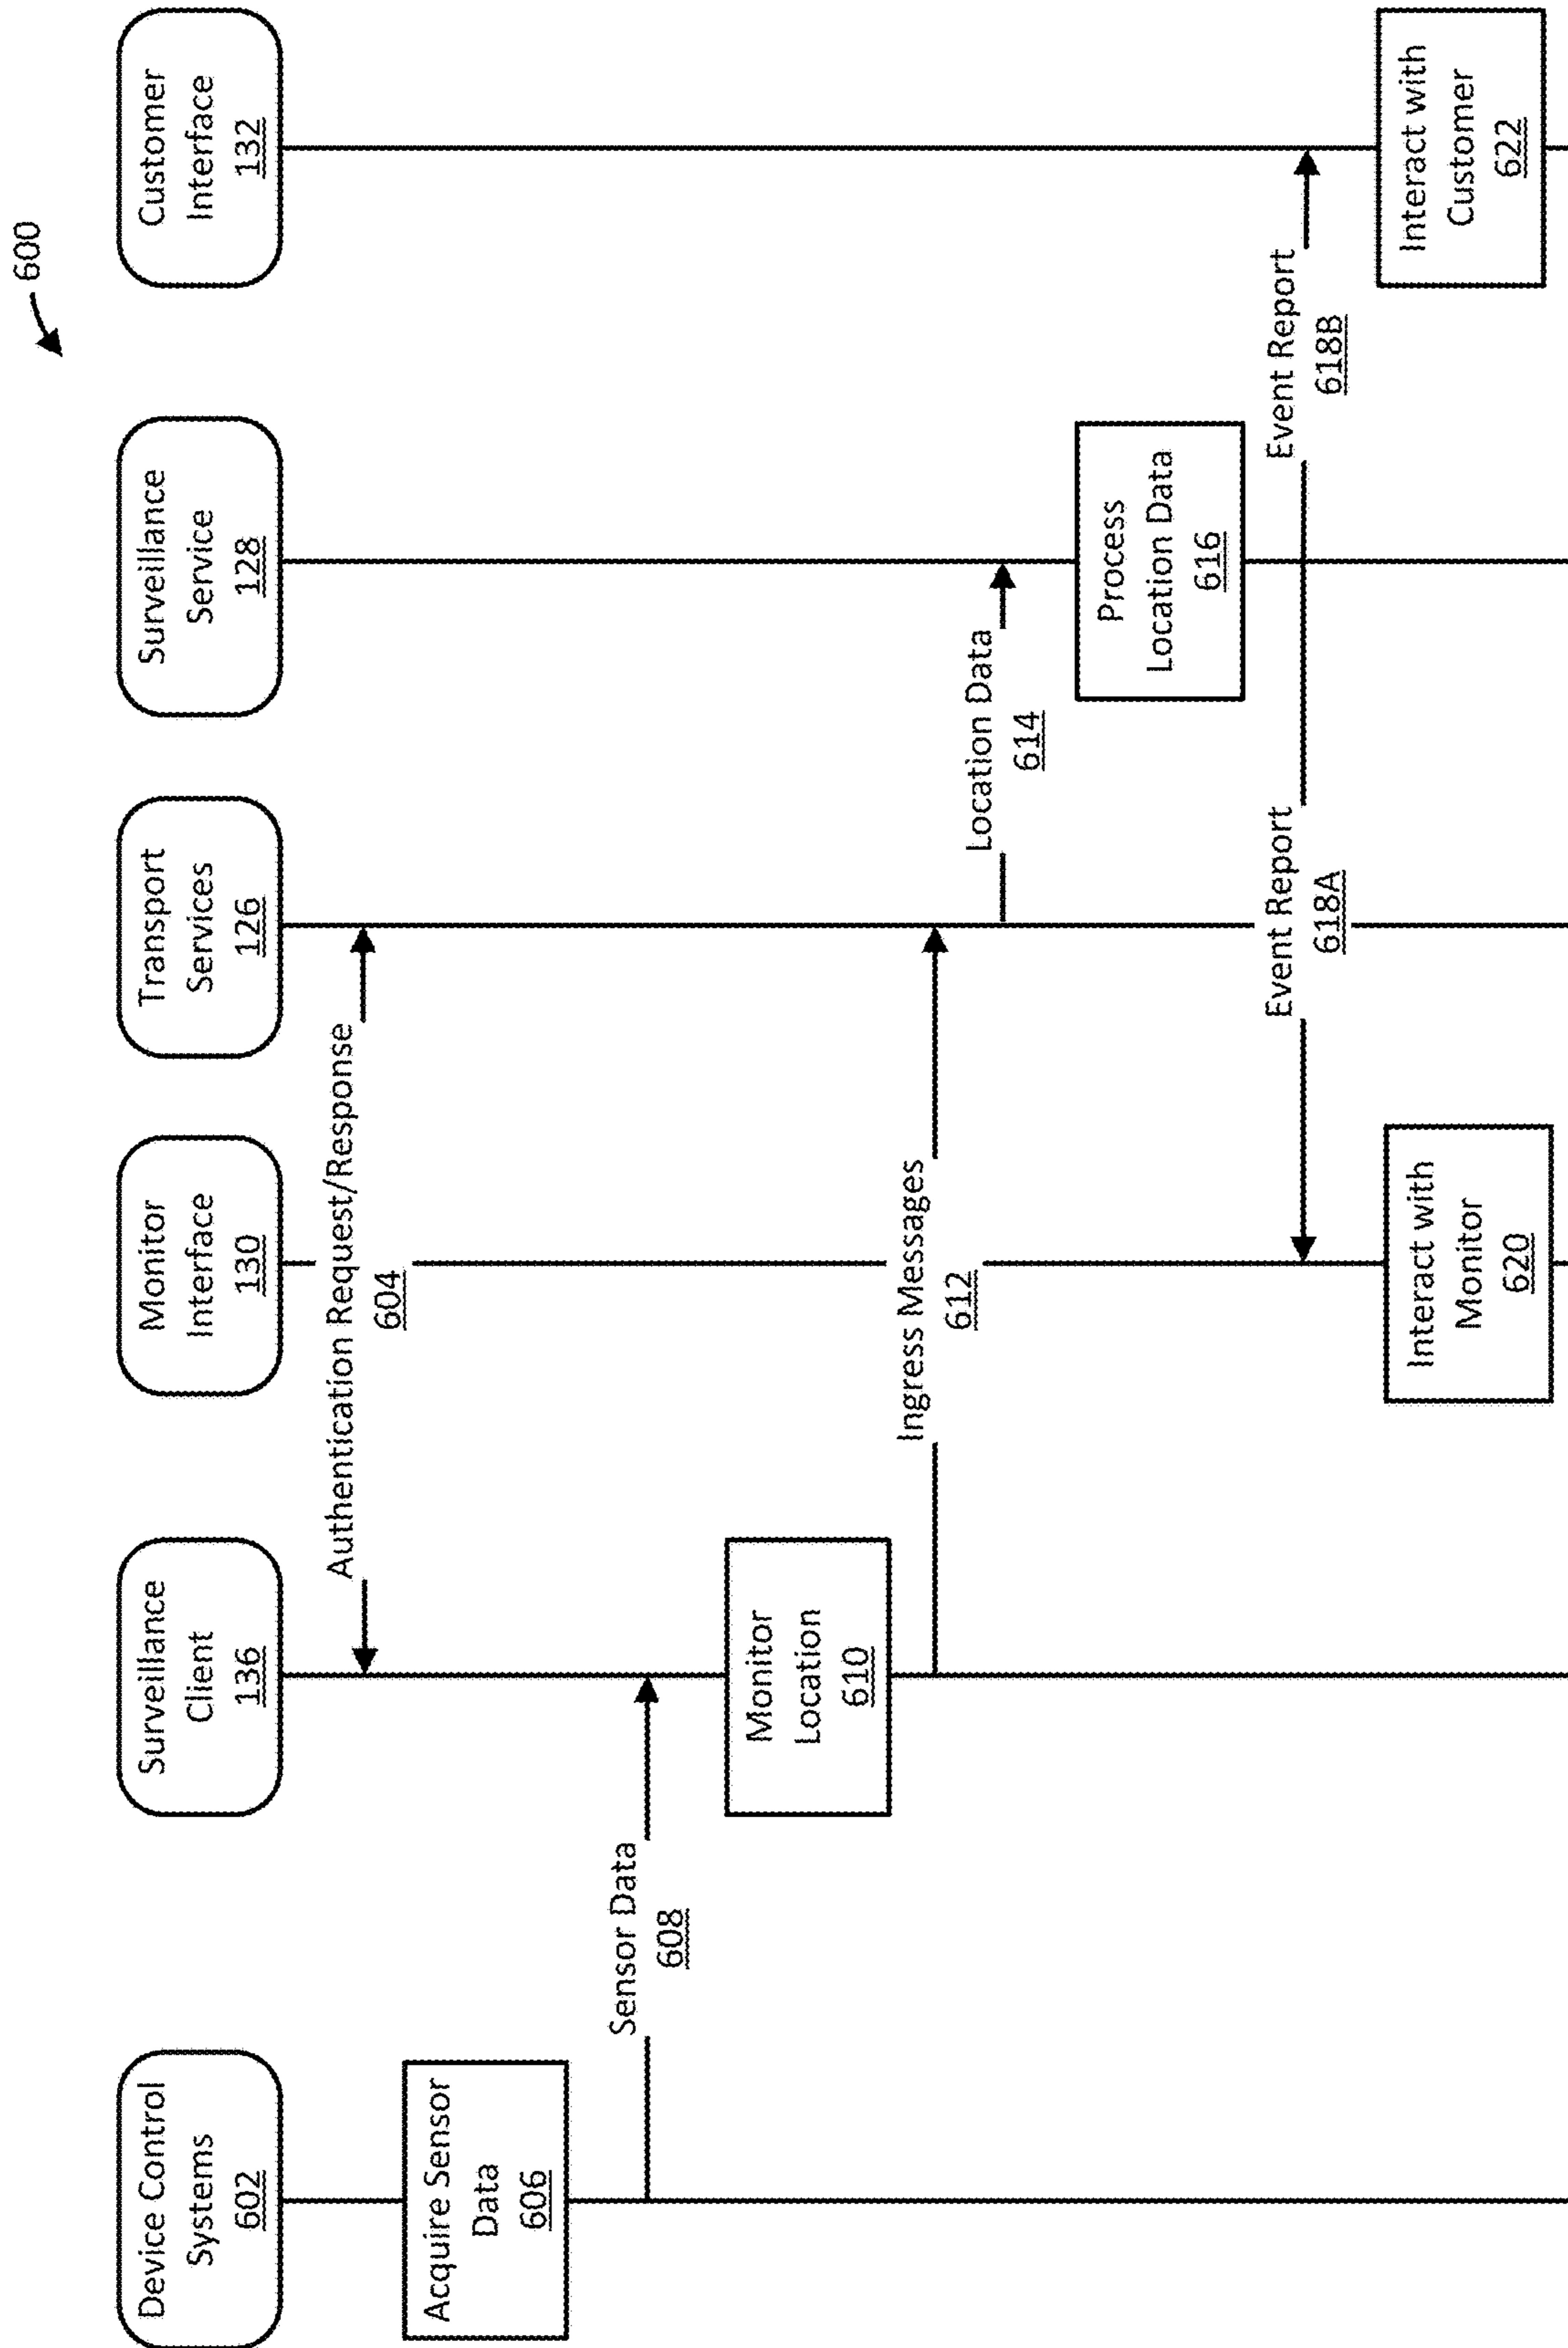 600
Device Control
Systems
602
Surveillance
Client
136
Monitor
Interface
130
Transport
Services
126
Surveillance
Service
128
Customer
Interface
132
Authentication Request/Response
604
Acquire Sensor
Data
606
Sensor Data
608
Monitor
Location
610
Ingress Messages
612
Location Data
614
Process
Location Data
616
Event Report
618A
Event Report
618B
Interact with
Monitor
620
Interact with
Customer
622